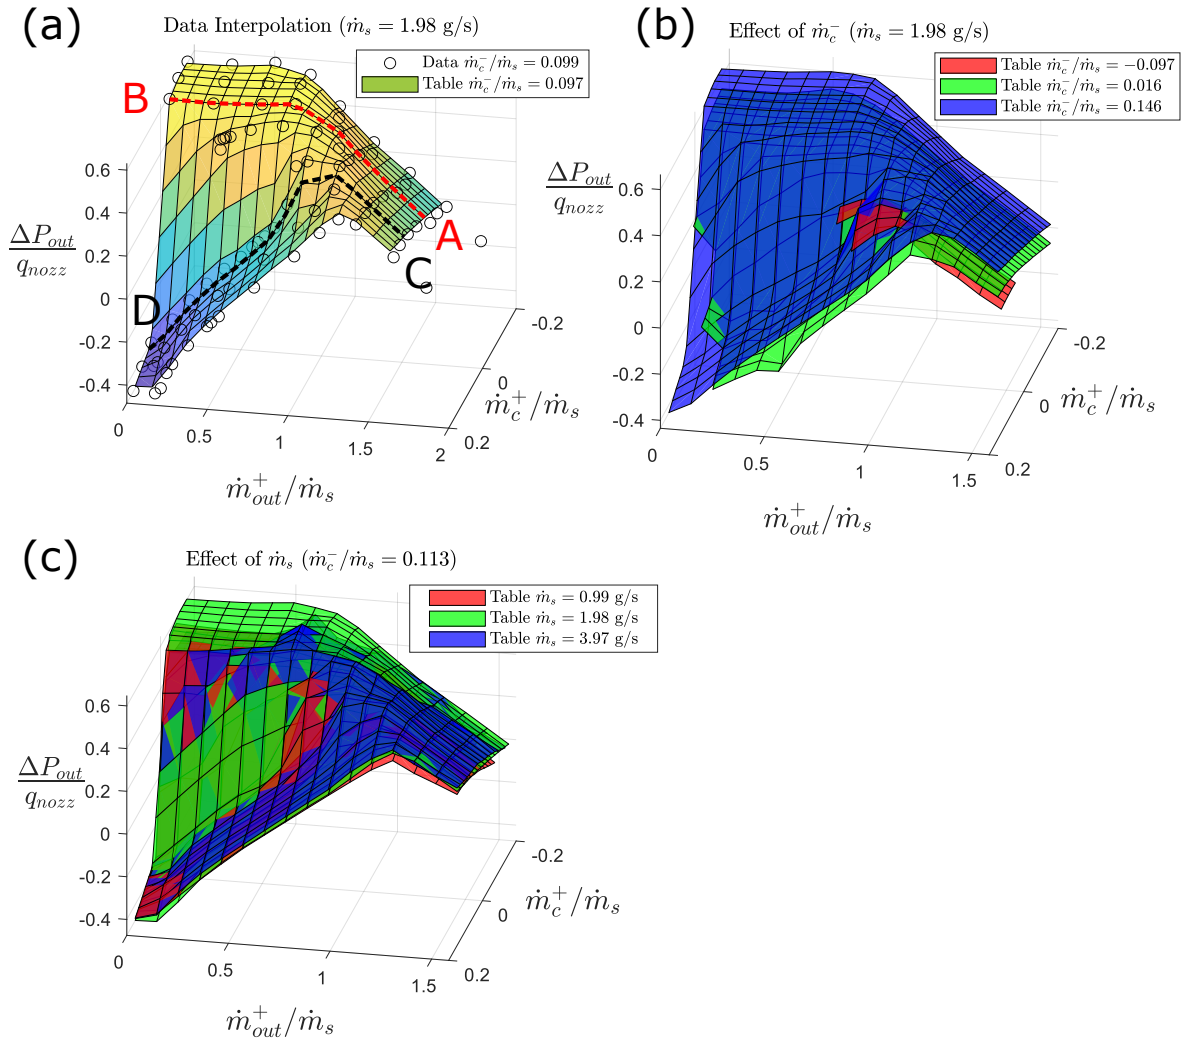 (a)
Data Interpolation (ṁ_s = 1.98 g/s)
Data ṁ_c^-/ṁ_s = 0.099
Table ṁ_c^-/ṁ_s = 0.097
B
A
C
D
ΔP_out
q_nozz
0.6
0.4
0.2
0
-0.2
-0.4
0
0.5
1
1.5
2
ṁ_out^+/ṁ_s
-0.2
0
0.2
ṁ_c^+/ṁ_s
(b)
Effect of ṁ_c^- (ṁ_s = 1.98 g/s)
Table ṁ_c^-/ṁ_s = −0.097
Table ṁ_c^-/ṁ_s = 0.016
Table ṁ_c^-/ṁ_s = 0.146
ΔP_out
q_nozz
0.6
0.4
0.2
0
-0.2
-0.4
0
0.5
1
1.5
ṁ_out^+/ṁ_s
-0.2
0
0.2
ṁ_c^+/ṁ_s
(c)
Effect of ṁ_s (ṁ_c^-/ṁ_s = 0.113)
Table ṁ_s = 0.99 g/s
Table ṁ_s = 1.98 g/s
Table ṁ_s = 3.97 g/s
ΔP_out
q_nozz
0.6
0.4
0.2
0
-0.2
-0.4
0
0.5
1
1.5
ṁ_out^+/ṁ_s
-0.2
0
0.2
ṁ_c^+/ṁ_s